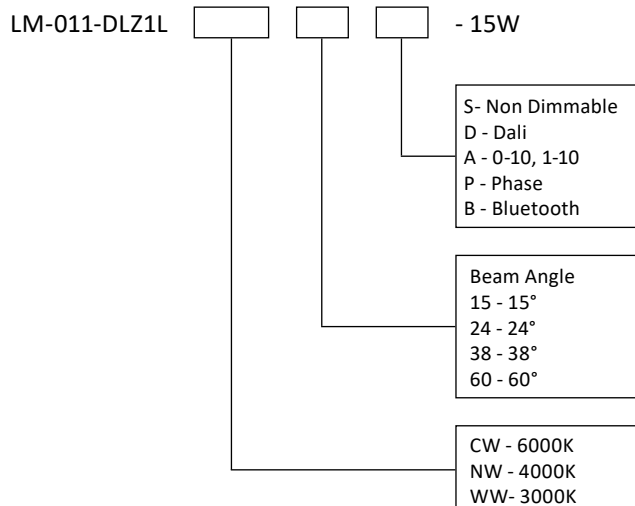 LM-011-DLZ1L - 15W
S- Non Dimmable
D - Dali
A - 0-10, 1-10
P - Phase
B - Bluetooth
Beam Angle
15 - 15°
24 - 24°
38 - 38°
60 - 60°
CW - 6000K
NW - 4000K
WW- 3000K